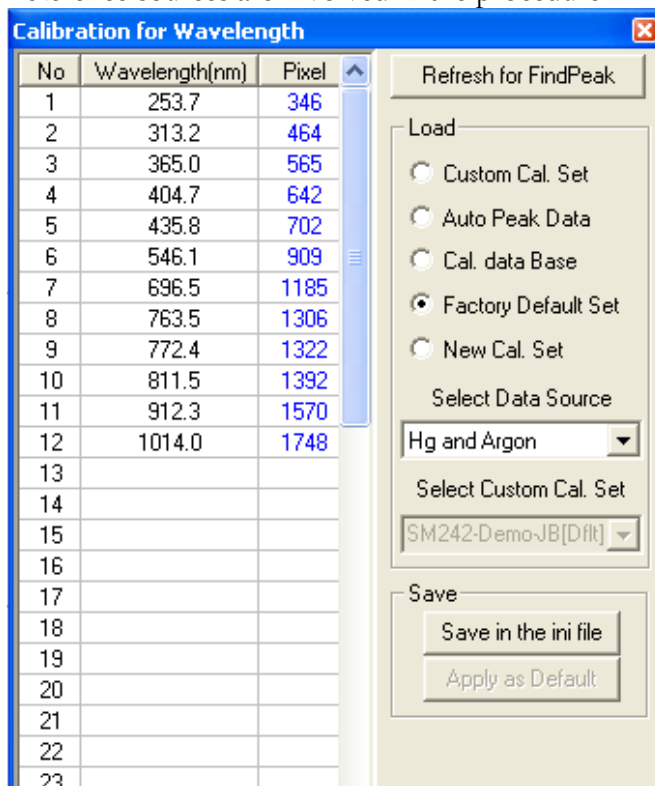 Calibration for Wavelength
No Wavelength(nm) Pixel
1 253.7 346
2 313.2 464
3 365.0 565
4 404.7 642
5 435.8 702
6 546.1 909
7 696.5 1185
8 763.5 1306
9 772.4 1322
10 811.5 1392
11 912.3 1570
12 1014.0 1748
13
14
15
16
17
18
19
20
21
22
23
Refresh for FindPeak
Load
Custom Cal. Set
Auto Peak Data
Cal. data Base
Factory Default Set
New Cal. Set
Select Data Source
Hg and Argon
Select Custom Cal. Set
SM242-Demo-JB[Dflt]
Save
Save in the ini file
Apply as Default